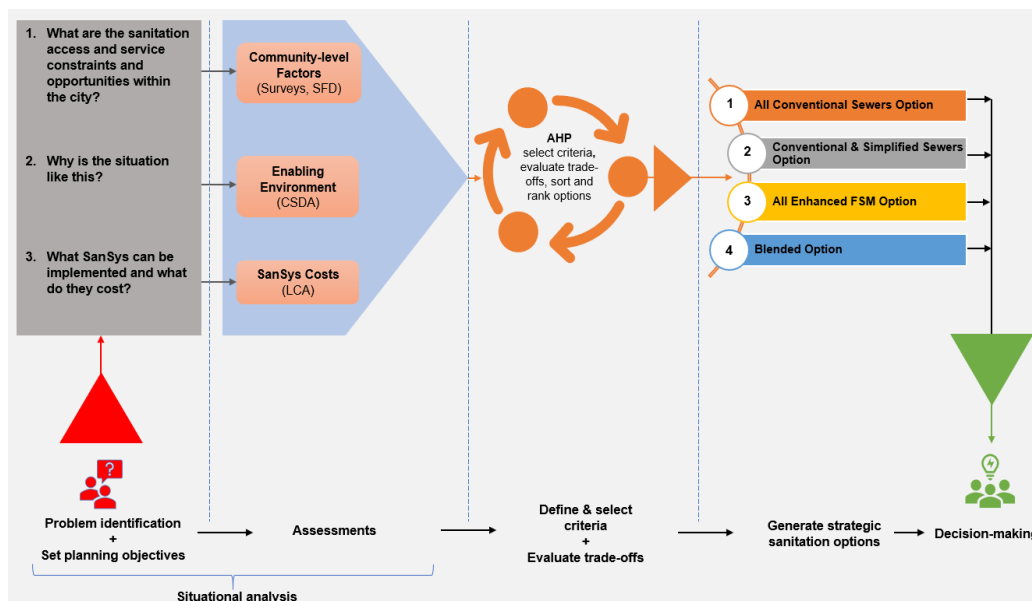 1. What are the sanitation
access and service
constraints and
opportunities within
the city?
2. Why is the situation
like this?
3. What SanSys can be
implemented and what
do they cost?
Community-level
Factors
(Surveys, SFD)
Enabling
Environment
(CSDA)
SanSys Costs
(LCA)
AHP
select criteria,
evaluate trade-
offs, sort and
rank options
1
All Conventional Sewers Option
2
Conventional & Simplified Sewers
Option
3
All Enhanced FSM Option
4
Blended Option
?
Problem identification
+
Set planning objectives
Assessments
Define & select
criteria
+
Evaluate trade-offs
Generate strategic
sanitation options
Decision-making
Situational analysis